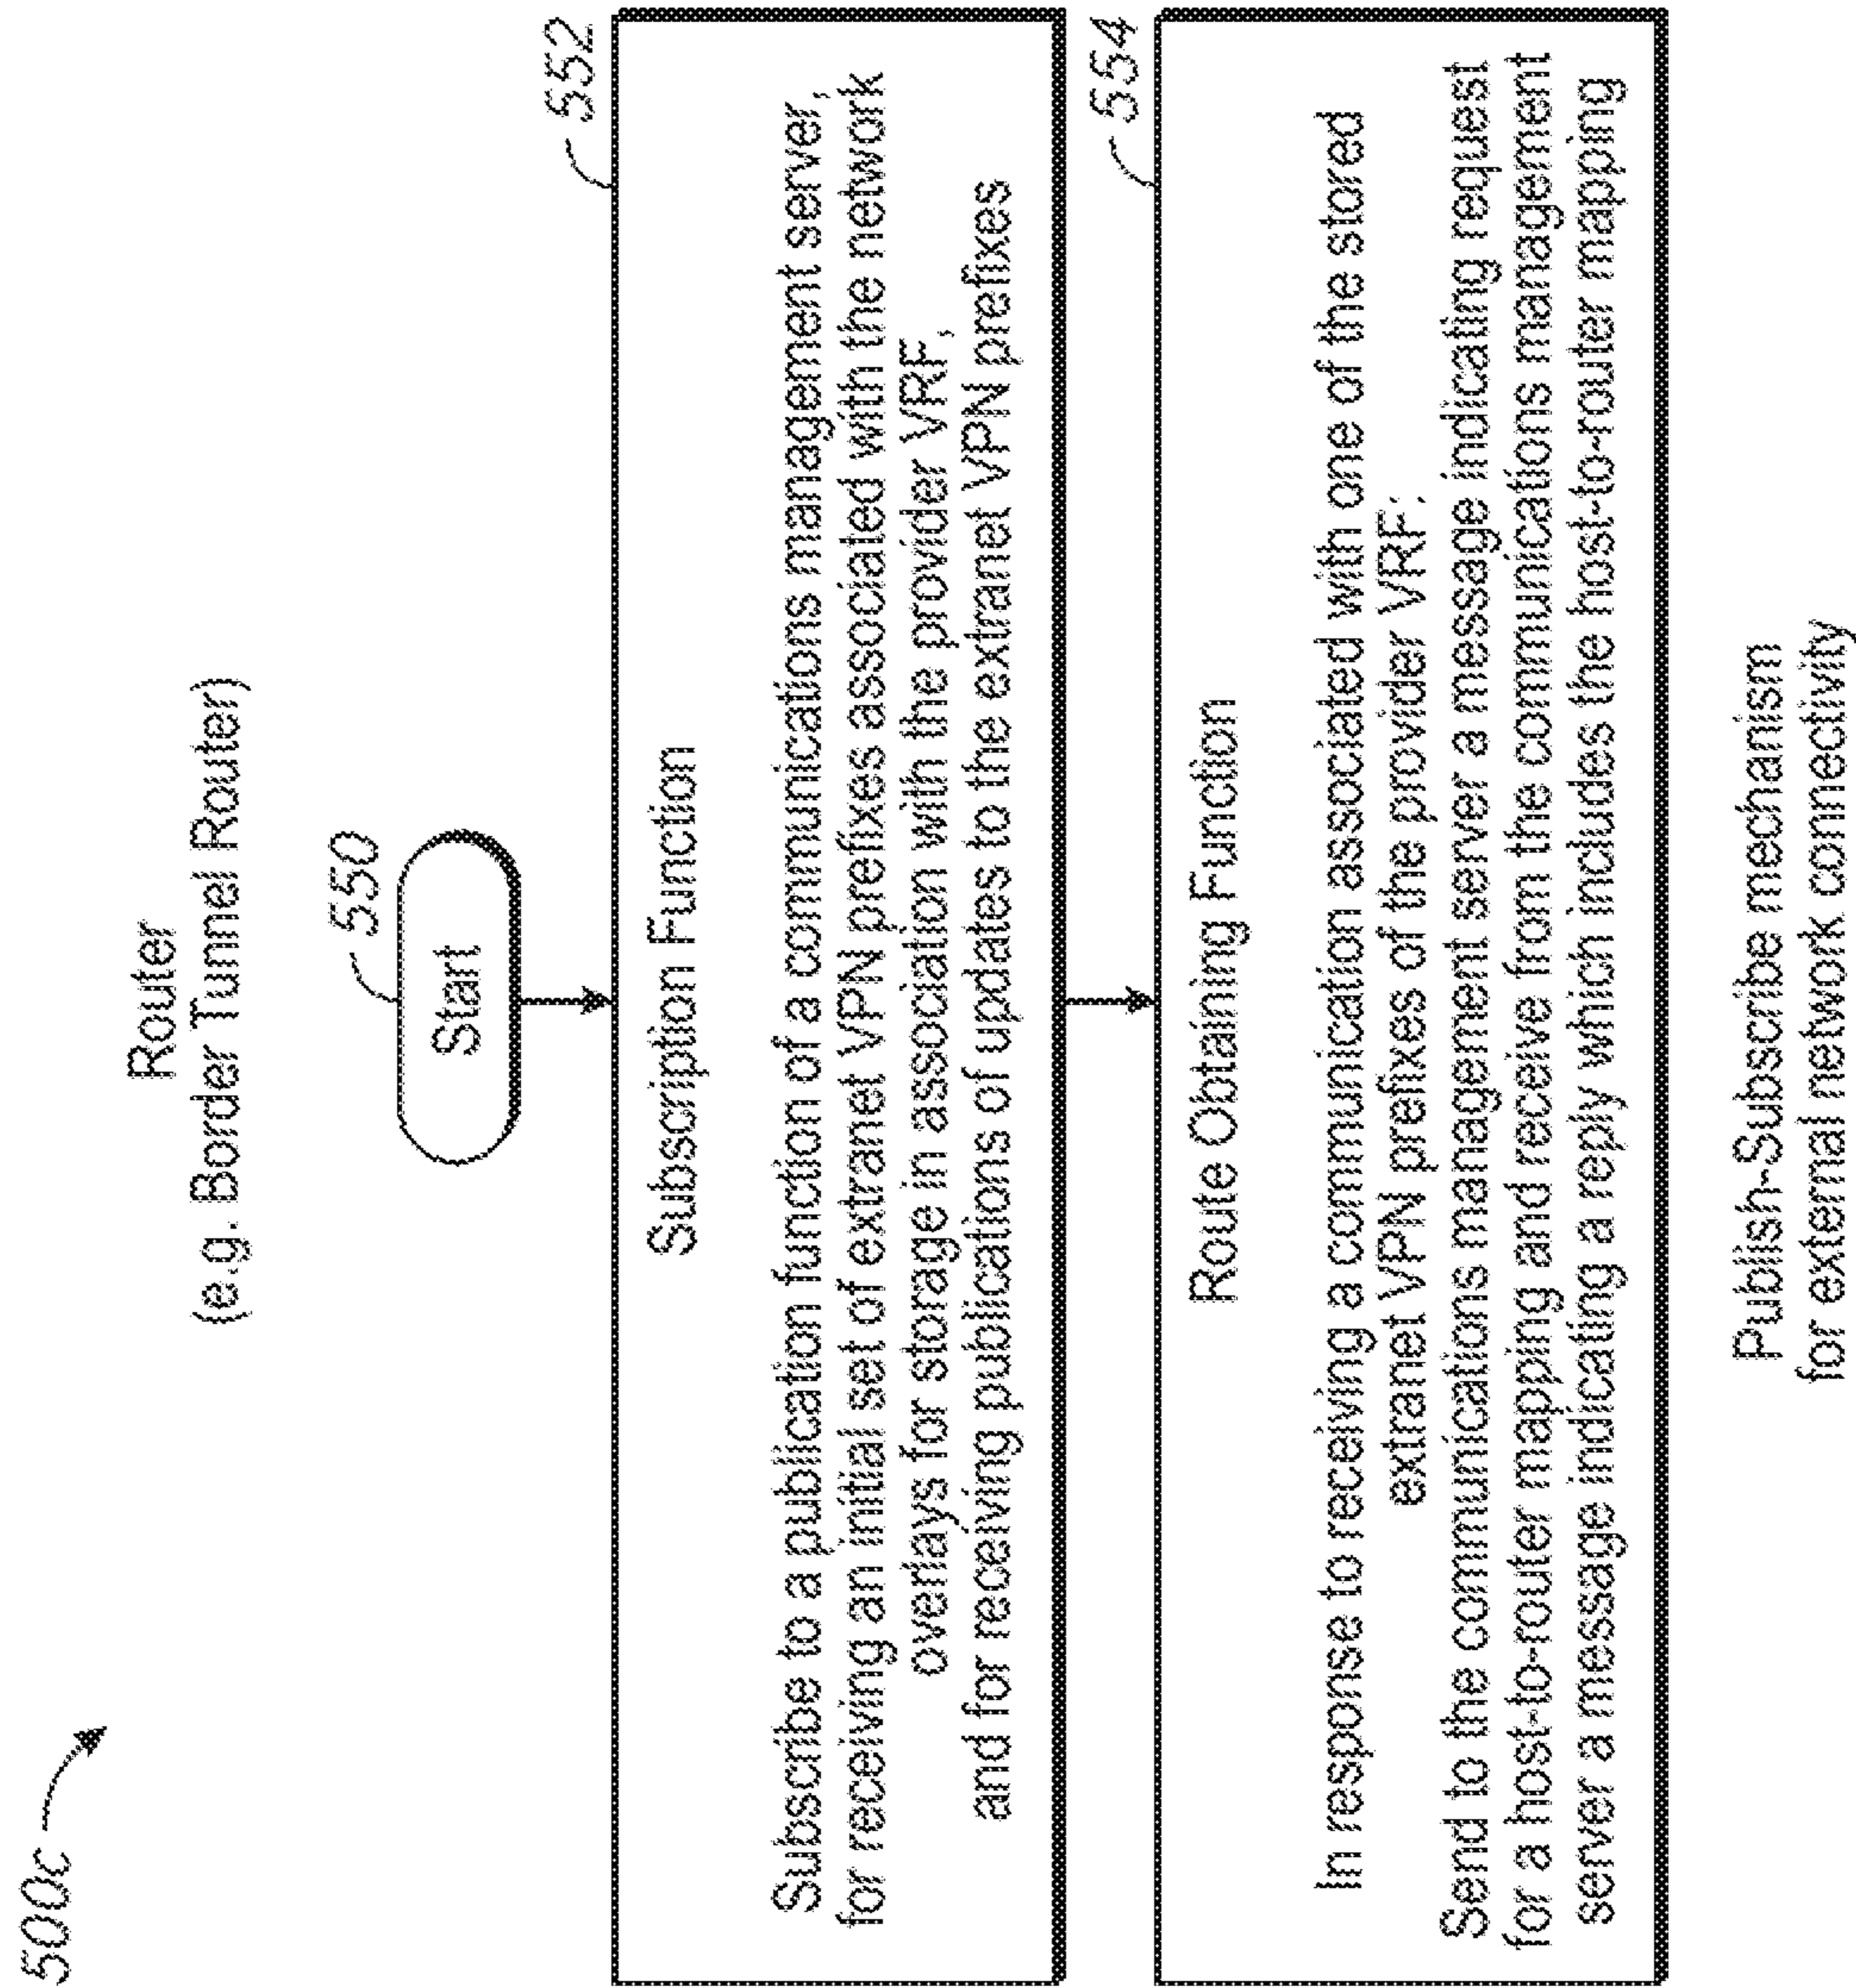 500c
Router
(e.g. Border Tunnel Router)
550
Start
552
Subscription Function
Subscribe to a publication function of a communications management server,
for receiving an initial set of extranet VPN prefixes associated with the network
overlays for storage in association with the provider VRF,
and for receiving publications of updates to the extranet VPN prefixes
554
Route Obtaining Function
In response to receiving a communication associated with one of the stored
extranet VPN prefixes of the provider VRF:
Send to the communications management server a message indicating request
for a host-to-router mapping and receive from the communications management
server a message indicating a reply which includes the host-to-router mapping
Publish-Subscribe mechanism
for external network connectivity